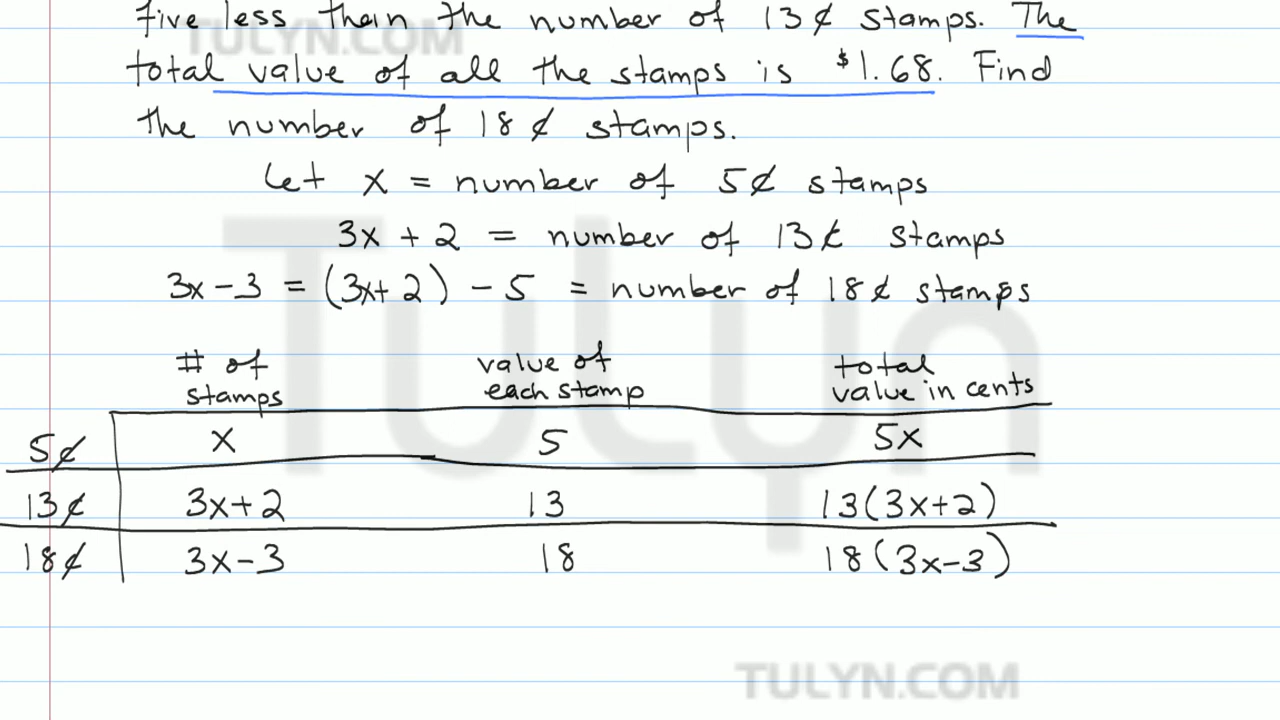 five less than the number of 13¢ stamps. The
TULYN.COM
total value of all the stamps is $1.68. Find
the number of 18¢ stamps.
Let x = number of 5¢ stamps
3x + 2 = number of 13¢ stamps
3x - 3 = (3x+2) - 5 = number of 18¢ stamps
Tulyn
# of stamps value of each stamp total value in cents
5¢ x 5 5x
13¢ 3x+2 13 13(3x+2)
18¢ 3x-3 18 18(3x-3)
TULYN.COM